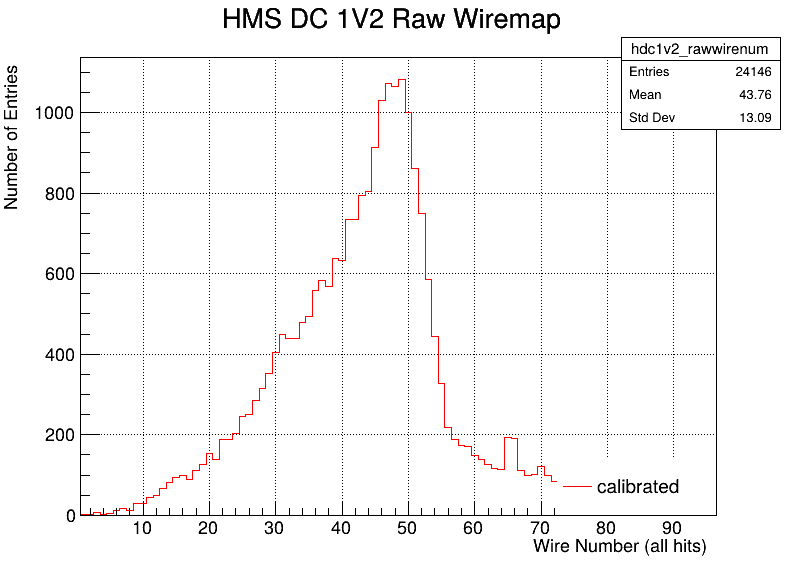 HMS DC 1V2 Raw Wiremap
hdc1v2_rawwirenum
Entries 24146
Mean 43.76
Std Dev 13.09
Number of Entries
1000
800
600
400
200
0
calibrated
10 20 30 40 50 60 70 80 90
Wire Number (all hits)